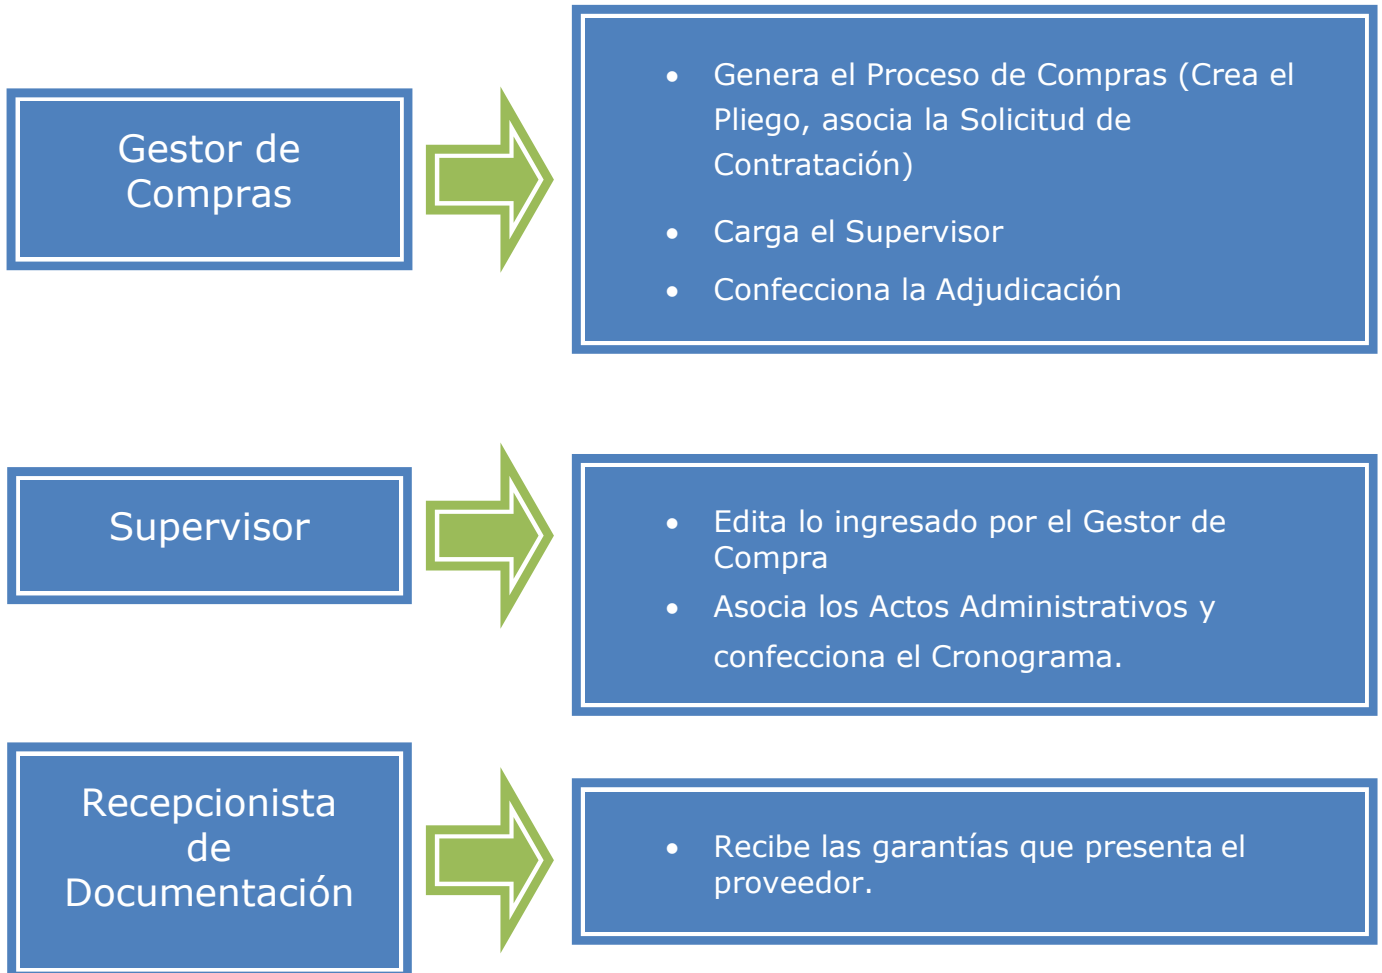 Gestor de
Compras
• Genera el Proceso de Compras (Crea el
Pliego, asocia la Solicitud de
Contratación)
• Carga el Supervisor
• Confecciona la Adjudicación
Supervisor
• Edita lo ingresado por el Gestor de
Compra
• Asocia los Actos Administrativos y
confecciona el Cronograma.
Recepcionista
de
Documentación
• Recibe las garantías que presenta el
proveedor.